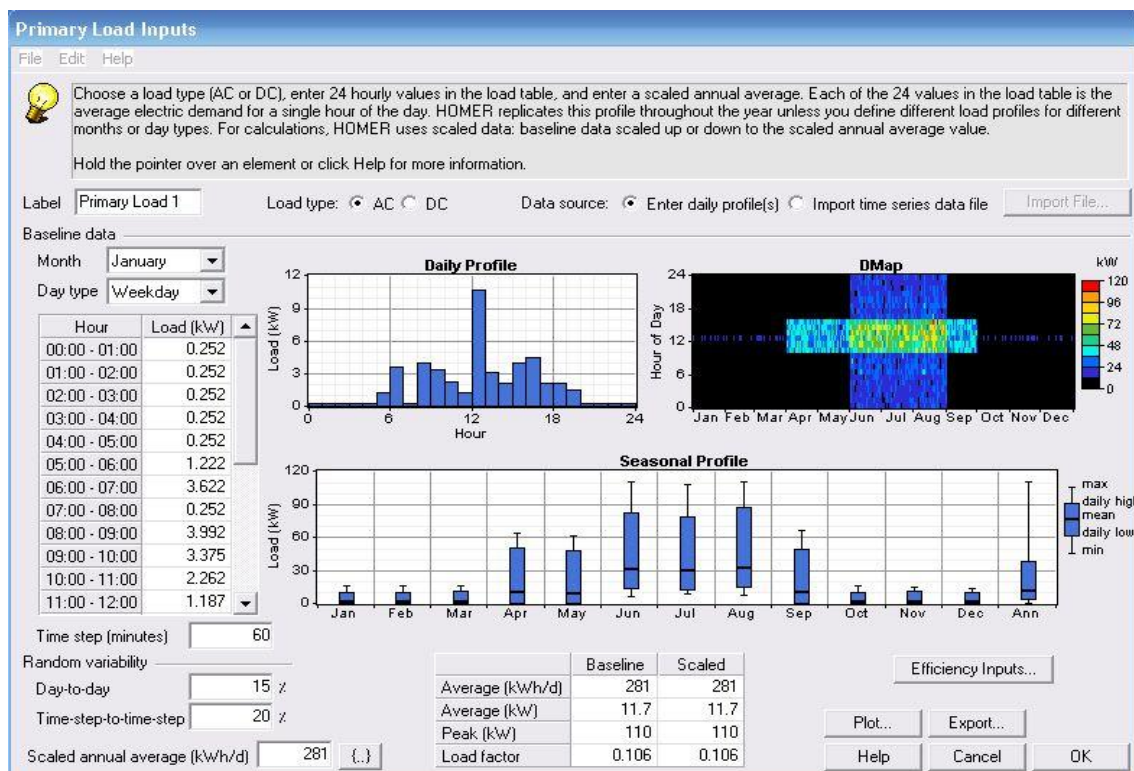 Primary Load Inputs
File Edit Help
Choose a load type (AC or DC), enter 24 hourly values in the load table, and enter a scaled annual average. Each of the 24 values in the load table is the
average electric demand for a single hour of the day. HOMER replicates this profile throughout the year unless you define different load profiles for different
months or day types. For calculations, HOMER uses scaled data: baseline data scaled up or down to the scaled annual average value.
Hold the pointer over an element or click Help for more information.
Label Primary Load 1 Load type: AC DC Data source: Enter daily profile(s) Import time series data file Import File...
Baseline data
Month January
Day type Weekday
Hour Load (kW)
00:00 - 01:00 0.252
01:00 - 02:00 0.252
02:00 - 03:00 0.252
03:00 - 04:00 0.252
04:00 - 05:00 0.252
05:00 - 06:00 1.222
06:00 - 07:00 3.622
07:00 - 08:00 0.252
08:00 - 09:00 3.992
09:00 - 10:00 3.375
10:00 - 11:00 2.262
11:00 - 12:00 1.187
Time step (minutes) 60
Random variability
Day-to-day 15 %
Time-step-to-time-step 20 %
Scaled annual average (kWh/d) 281 {..}
Daily Profile
Load (kW)
12
9
6
3
0
0 6 12 18 24
Hour
DMap
Hour of Day
24
18
12
6
0
Jan Feb Mar Apr May Jun Jul Aug Sep Oct Nov Dec
kW
120
96
72
48
24
0
Seasonal Profile
Load (kW)
120
90
60
30
0
Jan Feb Mar Apr May Jun Jul Aug Sep Oct Nov Dec Ann
max
daily high
mean
daily low
min
Baseline Scaled
Average (kWh/d) 281 281
Average (kW) 11.7 11.7
Peak (kW) 110 110
Load factor 0.106 0.106
Efficiency Inputs...
Plot... Export...
Help Cancel OK